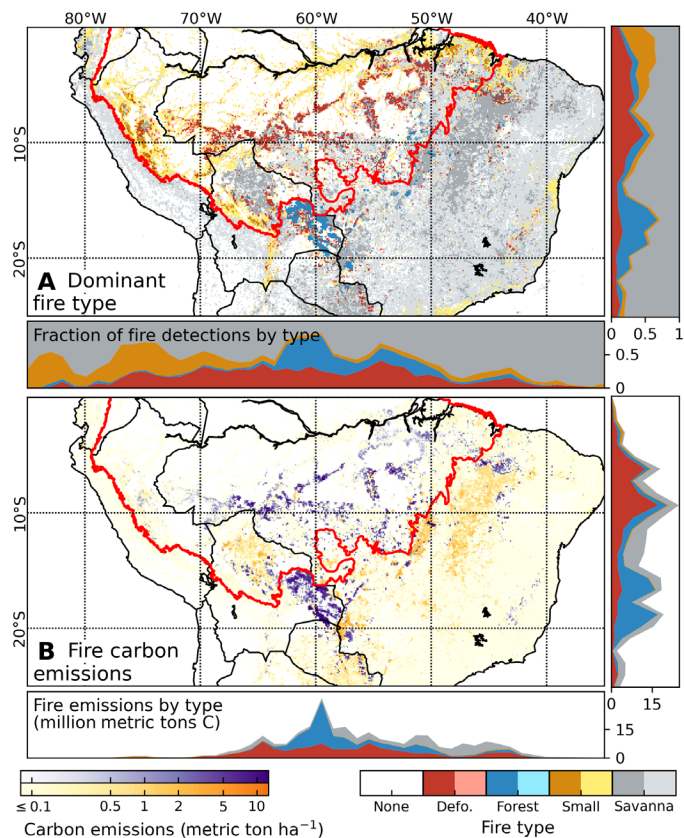 80°W 70°W 60°W 50°W 40°W
10°S
20°S
A Dominant
fire type
0 0.5 1
Fraction of fire detections by type
0.5
0
10°S
20°S
B Fire carbon
emissions
0 15
Fire emissions by type
(million metric tons C)
15
0
≤ 0.1 0.5 1 2 5 10
Carbon emissions (metric ton ha⁻¹)
None Defo. Forest Small Savanna
Fire type